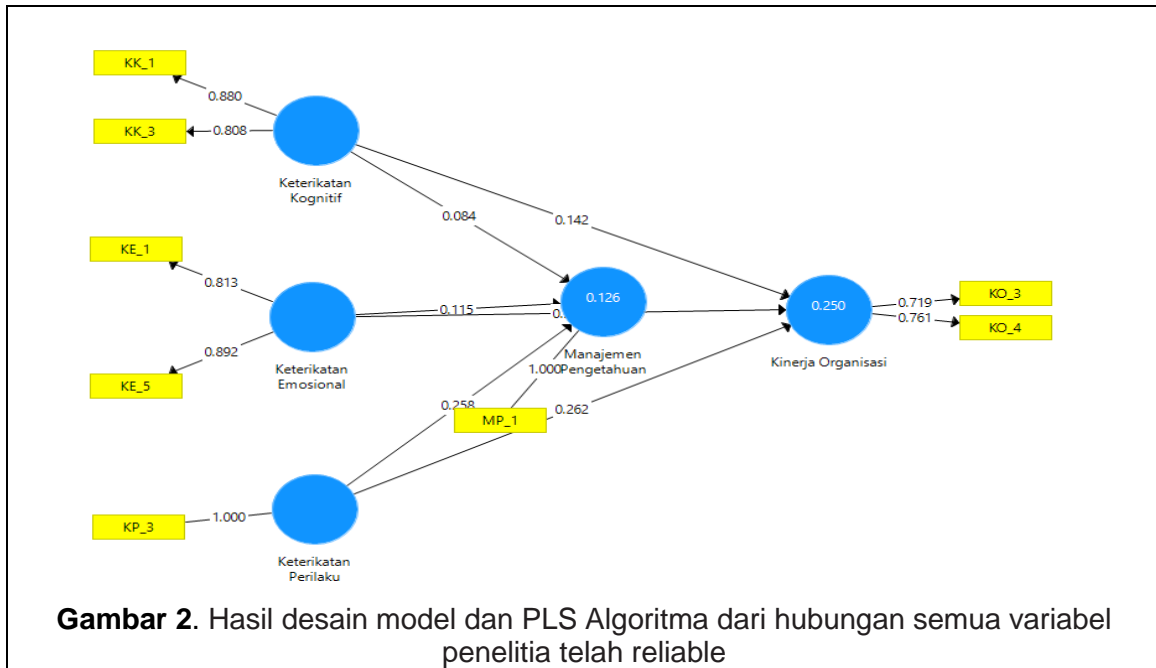 KK_1
0.880
KK_3
0.808
Keterikatan
Kognitif
0.084
0.142
KE_1
0.813
0.115
0.126
0.250
KO_3
0.719
0.761
KO_4
Manajemen
Pengetahuan
Kinerja Organisasi
0.892
KE_5
Keterikatan
Emosional
1.000
0.258
0.262
MP_1
KP_3
1.000
Keterikatan
Perilaku
Gambar 2. Hasil desain model dan PLS Algoritma dari hubungan semua variabel
penelitia telah reliable